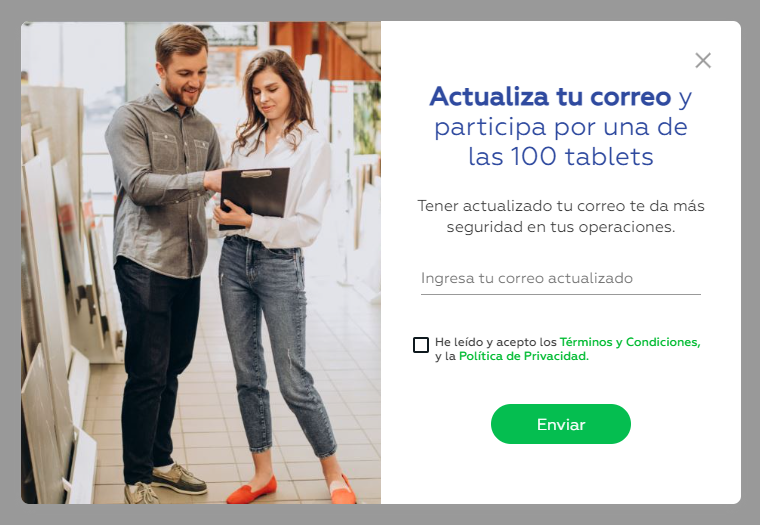 Actualiza tu correo y
participa por una de
las 100 tablets
Tener actualizado tu correo te da más
seguridad en tus operaciones.
Ingresa tu correo actualizado
He leído y acepto los Términos y Condiciones,
y la Política de Privacidad.
Enviar